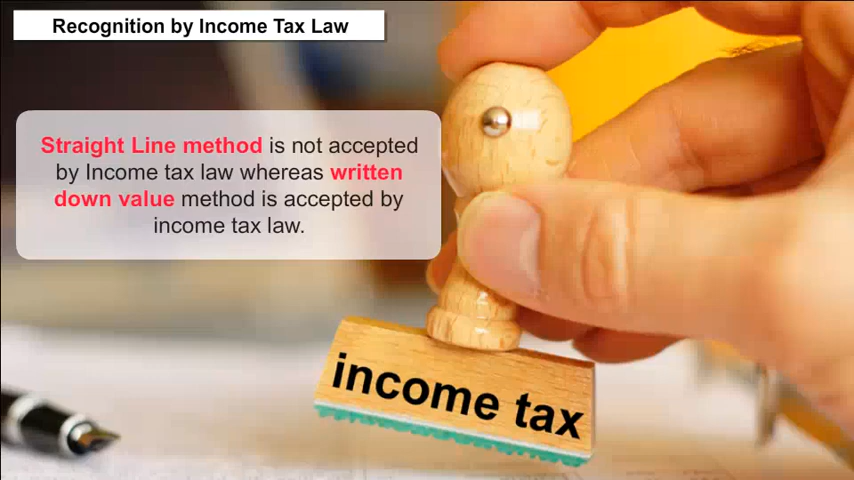 Recognition by Income Tax Law
Straight Line method is not accepted
by Income tax law whereas written
down value method is accepted by
income tax law.
income tax